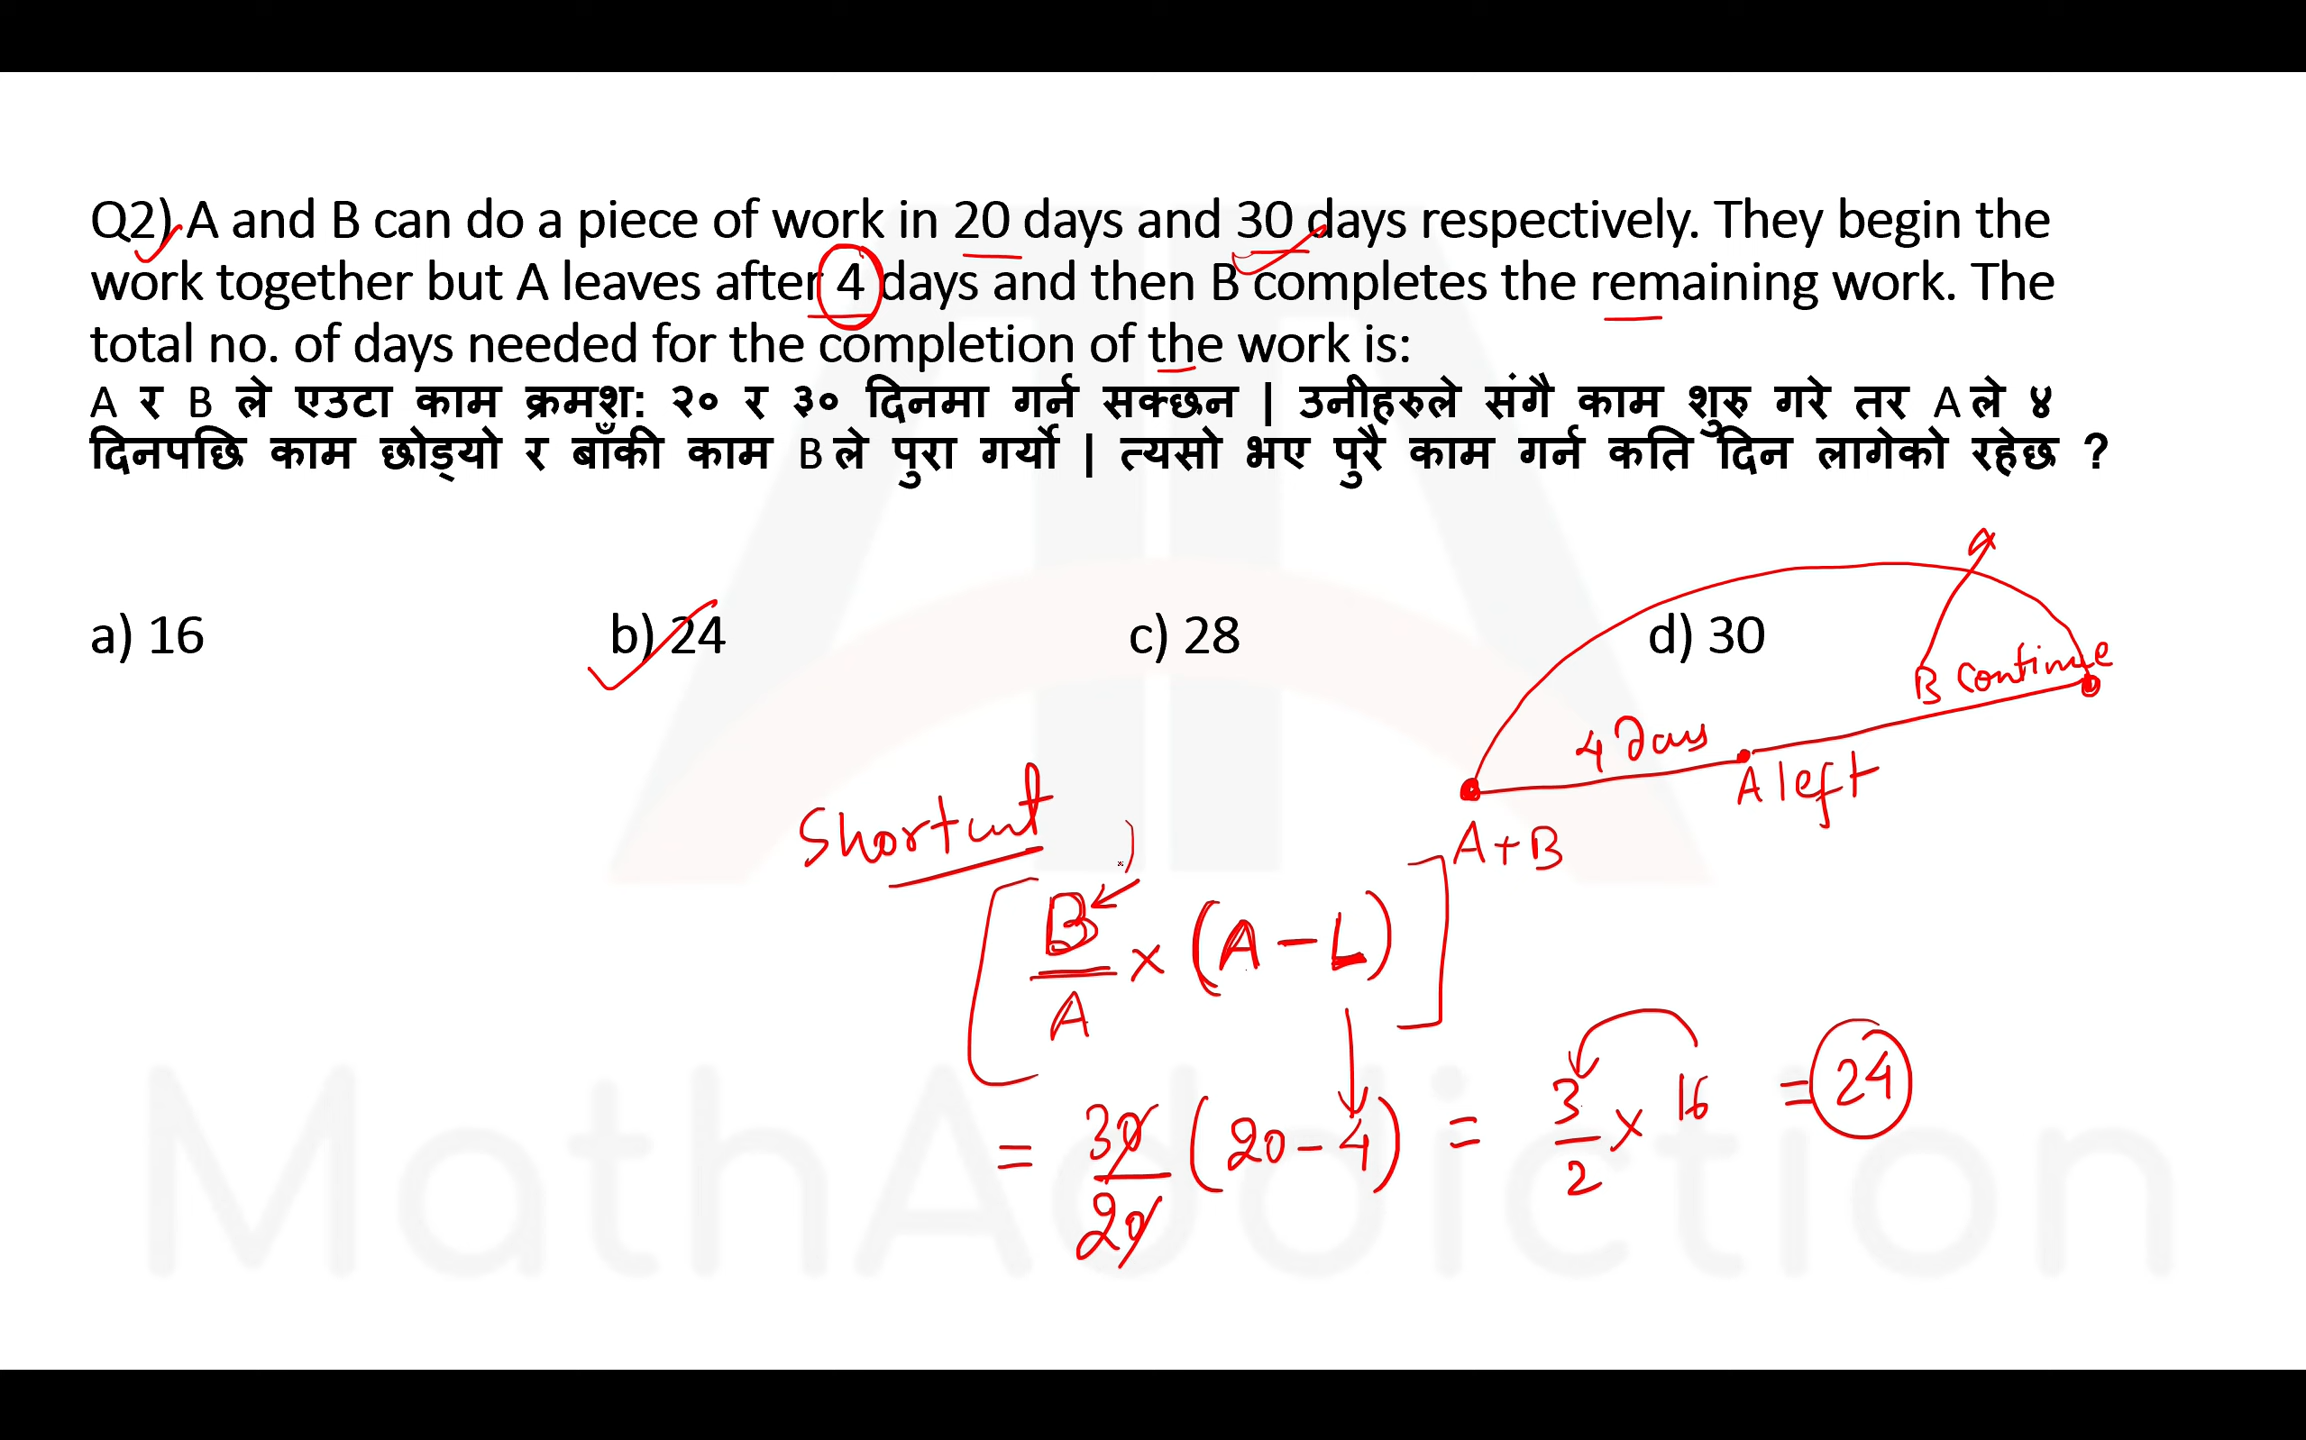 Q2) A and B can do a piece of work in 20 days and 30 days respectively. They begin the
work together but A leaves after 4 days and then B completes the remaining work. The
total no. of days needed for the completion of the work is:
A र B ले एउटा काम क्रमश: २० र ३० दिनमा गर्न सक्छन | उनीहरुले संगै काम शुरु गरे तर A ले ४
दिनपछि काम छोड्यो र बाँकी काम B ले पुरा गर्यो | त्यसो भए पुरै काम गर्न कति दिन लागेको रहेछ ?
a) 16 b) 24 c) 28 d) 30
B continue
4 days
A left
A+B
Shortcut
[B/A × (A − L)]
= 30/20 (20 − 4) = 3/2 × 16 = 24
MathAddiction